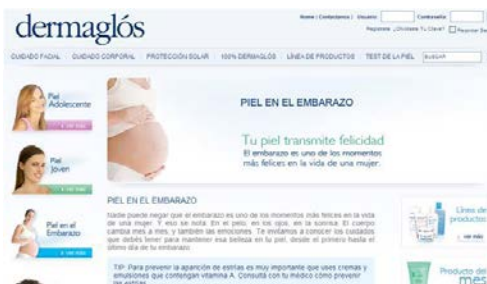 dermaglós
Home | Contáctenos | Usuario Contraseña
Registrate ¿Olvidaste Tu Clave?
CUIDADO FACIAL CUIDADO CORPORAL PROTECCIÓN SOLAR 100% DERMAGLÓS LÍNEA DE PRODUCTOS TEST DE LA PIEL BUSCAR
Piel
Adolescente
ver más
Piel
Joven
ver más
Piel en el
Embarazo
ver más
PIEL EN EL EMBARAZO
Tu piel transmite felicidad
El embarazo es uno de los momentos
más felices en la vida de una mujer.
PIEL EN EL EMBARAZO
Nadie puede negar que el embarazo es uno de los momentos más felices en la vida
de una mujer. Y eso se nota. En el pelo, en los ojos, en la sonrisa. El cuerpo
cambia mes a mes, y también las emociones. Te invitamos a conocer los cuidados
que debés tener para mantener esa belleza en tu piel, desde el primero hasta el
último día de tu embarazo.
TIP: Para prevenir la aparición de estrías es muy importante que uses cremas y
emulsiones que contengan vitamina A. Consultá con tu médico cómo prevenir
las estrías
Línea de
productos
ver más
Producto del
mes